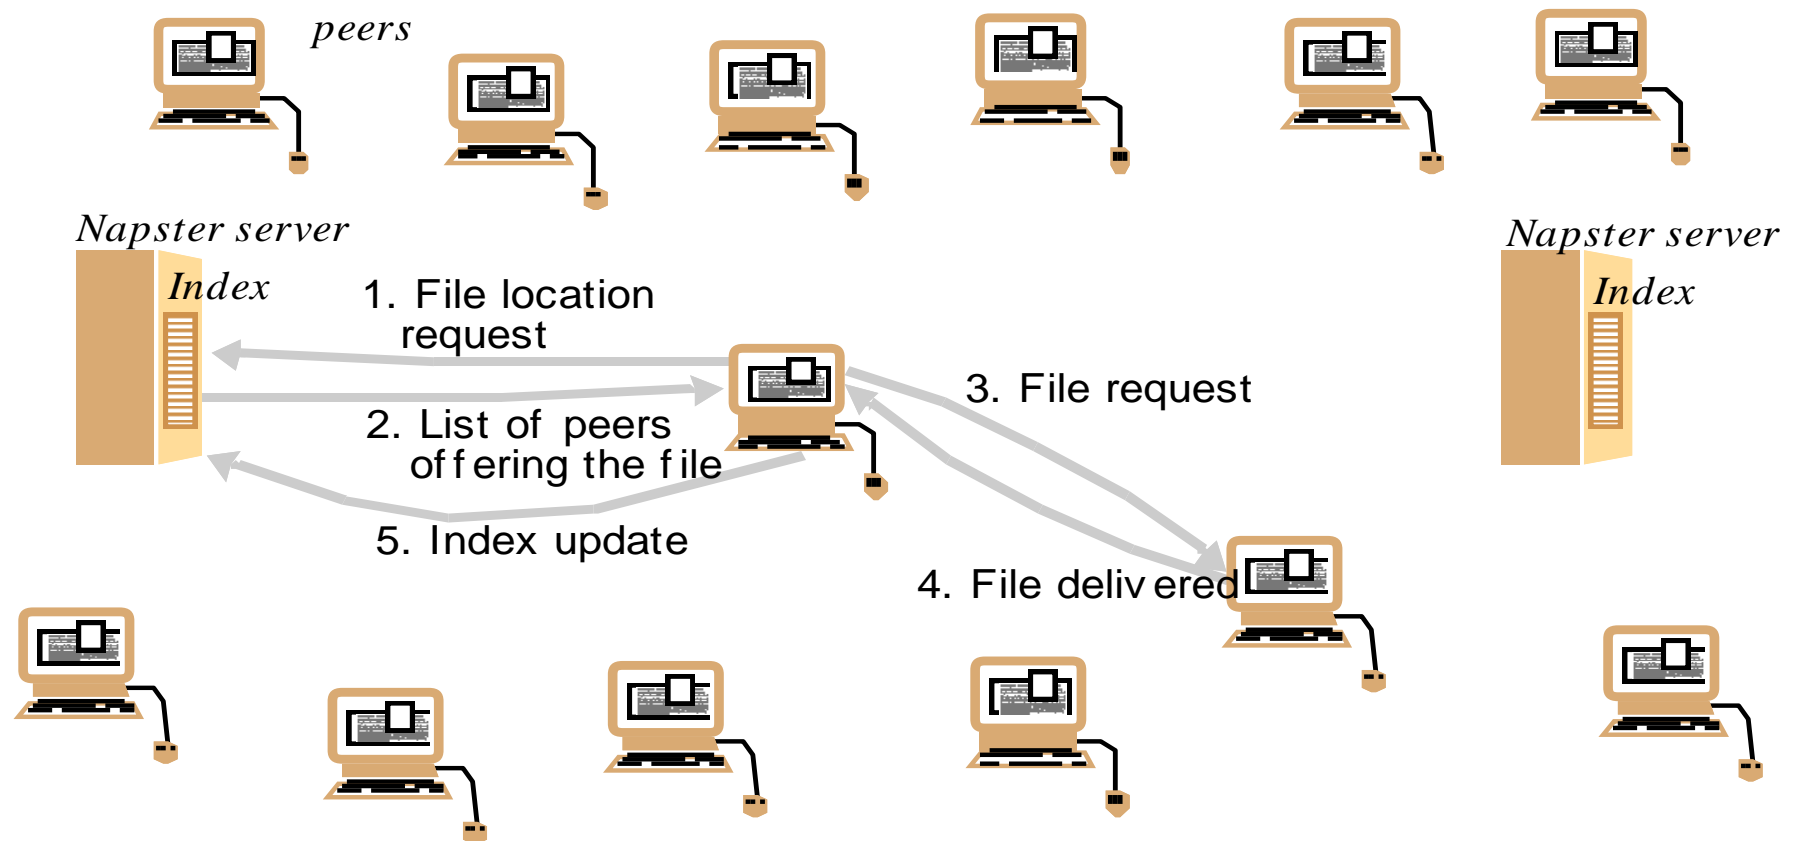 peers
Napster server
Index
Napster server
Index
1. File location
request
2. List of peers
offering the file
3. File request
5. Index update
4. File delivered